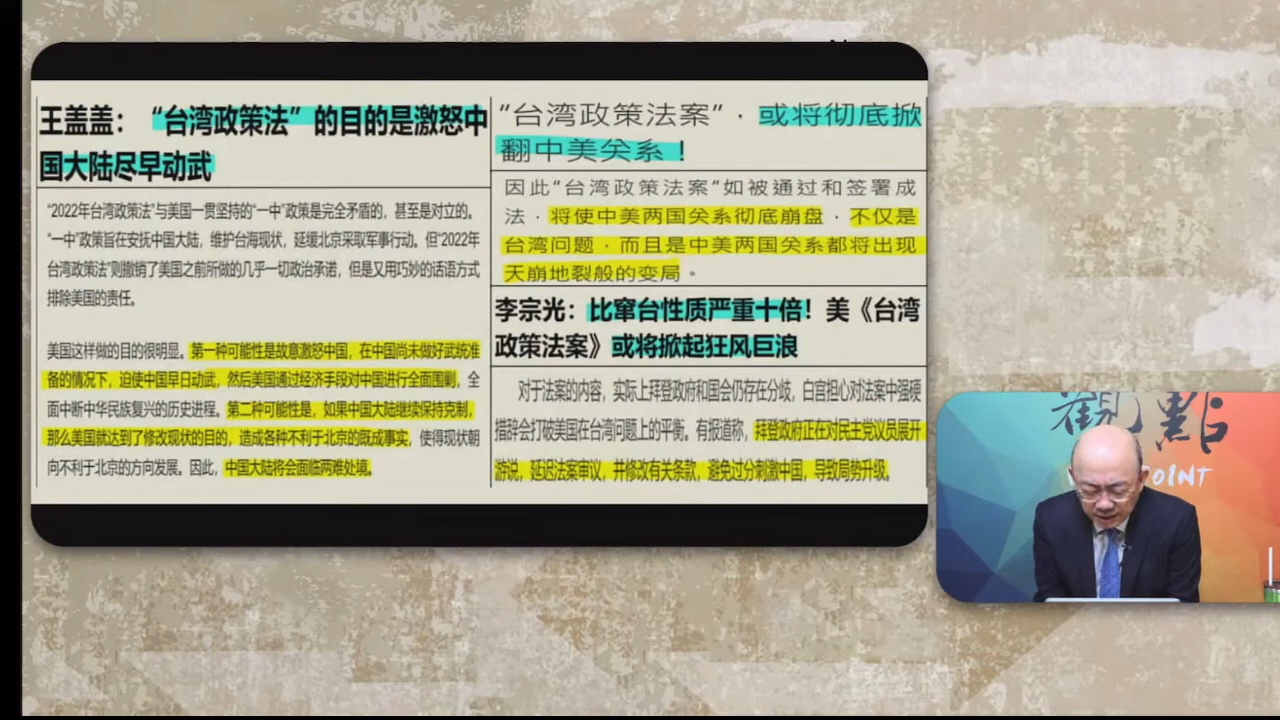 王盖盖：“台湾政策法”的目的是激怒中
国大陆尽早动武
“2022年台湾政策法”与美国一贯坚持的“一中”政策是完全矛盾的，甚至是对立的。
“一中”政策旨在安抚中国大陆，维护台海现状，延缓北京采取军事行动。但“2022年
台湾政策法”则撤销了美国之前所做的几乎一切政治承诺，但是又用巧妙的话语方式
排除美国的责任。
美国这样做的目的很明显。第一种可能性是故意激怒中国，在中国尚未做好武统准
备的情况下，迫使中国早日动武，然后美国通过经济手段对中国进行全面围剿，全
面中断中华民族复兴的历史进程。第二种可能性是，如果中国大陆继续保持克制，
那么美国就达到了修改现状的目的，造成各种不利于北京的既成事实，使得现状朝
向不利于北京的方向发展。因此，中国大陆将会面临两难处境。
“台湾政策法案”，或将彻底掀
翻中美关系！
因此“台湾政策法案”如被通过和签署成
法，将使中美两国关系彻底崩盘，不仅是
台湾问题，而且是中美两国关系都将出现
天崩地裂般的变局。
李宗光：比窜台性质严重十倍！美《台湾
政策法案》或将掀起狂风巨浪
对于法案的内容，实际上拜登政府和国会仍存在分歧，白宫担心对法案中强硬
措辞会打破美国在台湾问题上的平衡。有报道称，拜登政府正在对民主党议员展开
游说，延迟法案审议，并修改有关条款，避免过分刺激中国，导致局势升级。
觀點
POINT